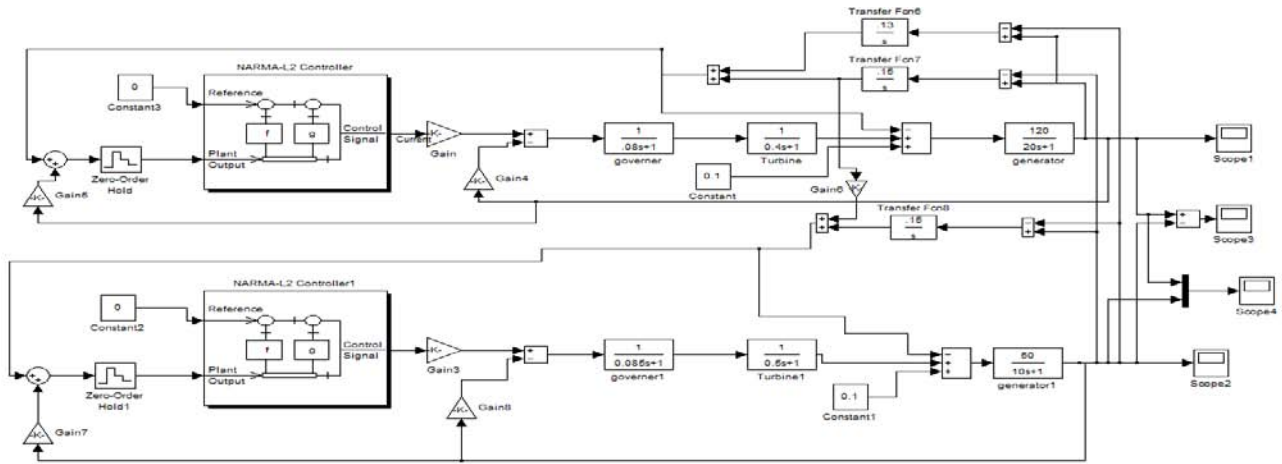 Transfer Fcn6
.13
s
Transfer Fcn7
.15
s
NARMA-L2 Controller
Reference
0
Constant3
f
g
Control
Signal
Plant
Output
Zero-Order
Hold
-K-
Gain5
Current
-K-
Gain
-K-
Gain4
1
.08s+1
governer
1
0.4s+1
Turbine
0.1
Constant
120
20s+1
generator
Scope1
K
Gain6
Transfer Fcn8
.15
s
Scope3
Scope4
NARMA-L2 Controller1
Reference
0
Constant2
f
g
Control
Signal
Plant
Output
Zero-Order
Hold1
-K-
Gain7
-K-
Gain3
-K-
Gain8
1
0.085s+1
governer1
1
0.5s+1
Turbine1
0.1
Constant1
60
10s+1
generator1
Scope2